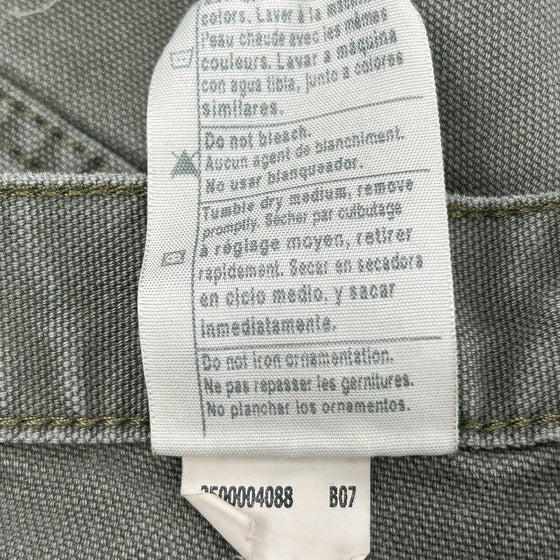 colors. Laver à la machine
l'eau chaude avec les mêmes
couleurs. Lavar a maquina
con agua tibla, junto a colores
similares.
Do not bleach.
Aucun agent de blanchiment.
No usar blanqueador.
Tumble dry medium, remove
promptly. Sécher par culbutage
à réglage moyen, retirer
rapidement. Secar en secadora
en ciclo medio, y sacar
inmediatamente.
Do not iron ornamentation.
Ne pas repasser les garnitures.
No planchar los ornamentos.
3500004088 B07